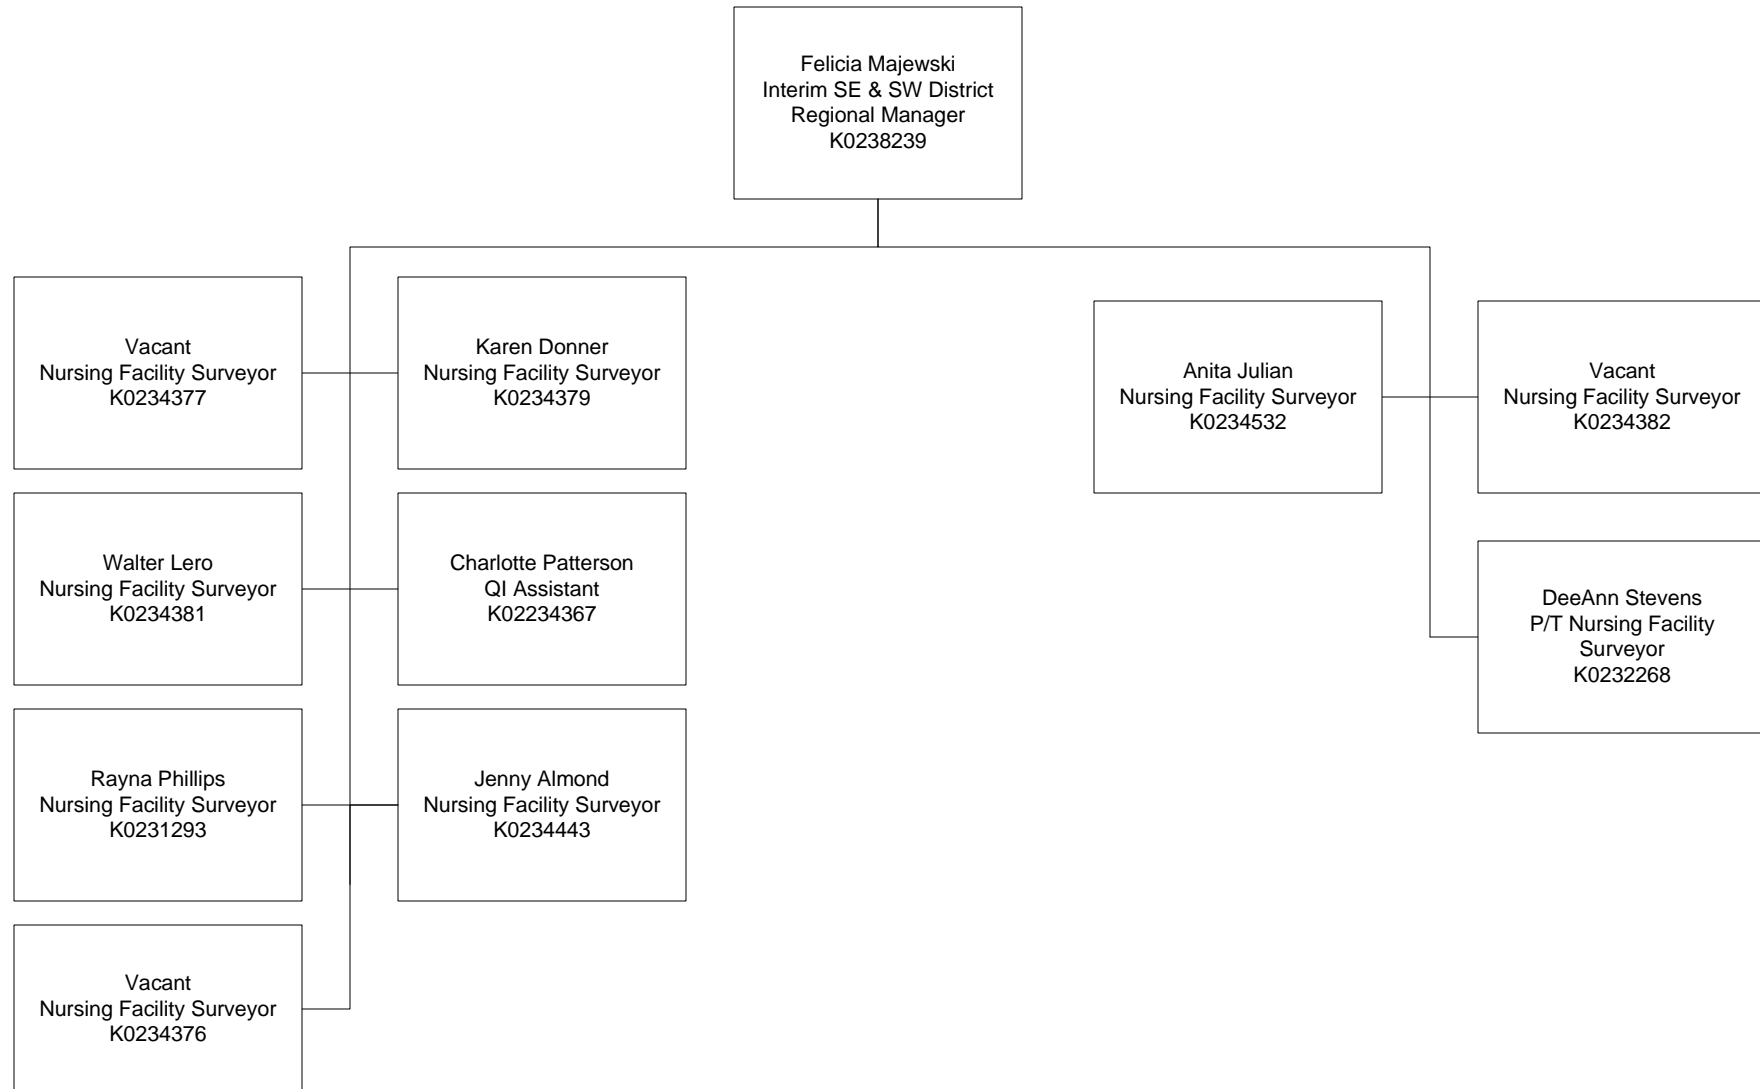 Felicia Majewski
Interim SE & SW District
Regional Manager
K0238239
Vacant
Nursing Facility Surveyor
K0234377
Karen Donner
Nursing Facility Surveyor
K0234379
Anita Julian
Nursing Facility Surveyor
K0234532
Vacant
Nursing Facility Surveyor
K0234382
Walter Lero
Nursing Facility Surveyor
K0234381
Charlotte Patterson
QI Assistant
K02234367
DeeAnn Stevens
P/T Nursing Facility
Surveyor
K0232268
Rayna Phillips
Nursing Facility Surveyor
K0231293
Jenny Almond
Nursing Facility Surveyor
K0234443
Vacant
Nursing Facility Surveyor
K0234376